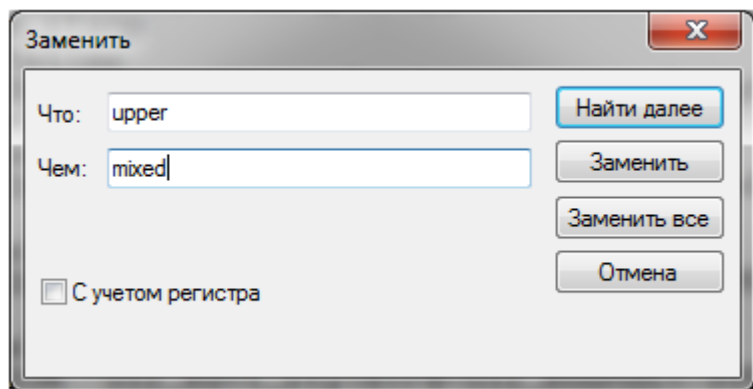 Заменить
Что: upper
Найти далее
Чем: mixed
Заменить
Заменить все
Отмена
С учетом регистра